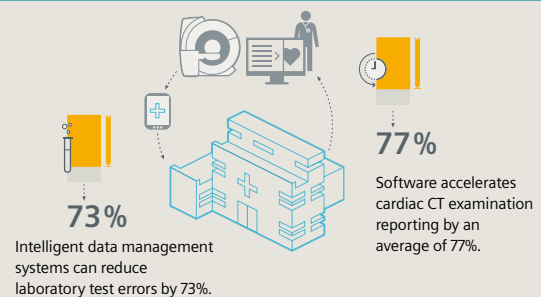 73%
Intelligent data management
systems can reduce
laboratory test errors by 73%.
77%
Software accelerates
cardiac CT examination
reporting by an
average of 77%.